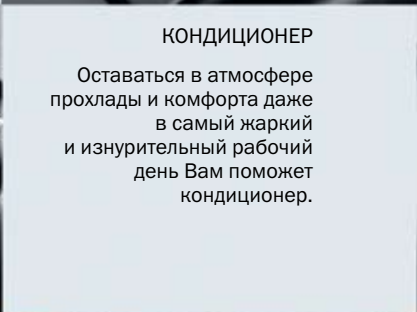 КОНДИЦИОНЕР
Оставаться в атмосфере
прохлады и комфорта даже
в самый жаркий
и изнурительный рабочий
день Вам поможет
кондиционер.